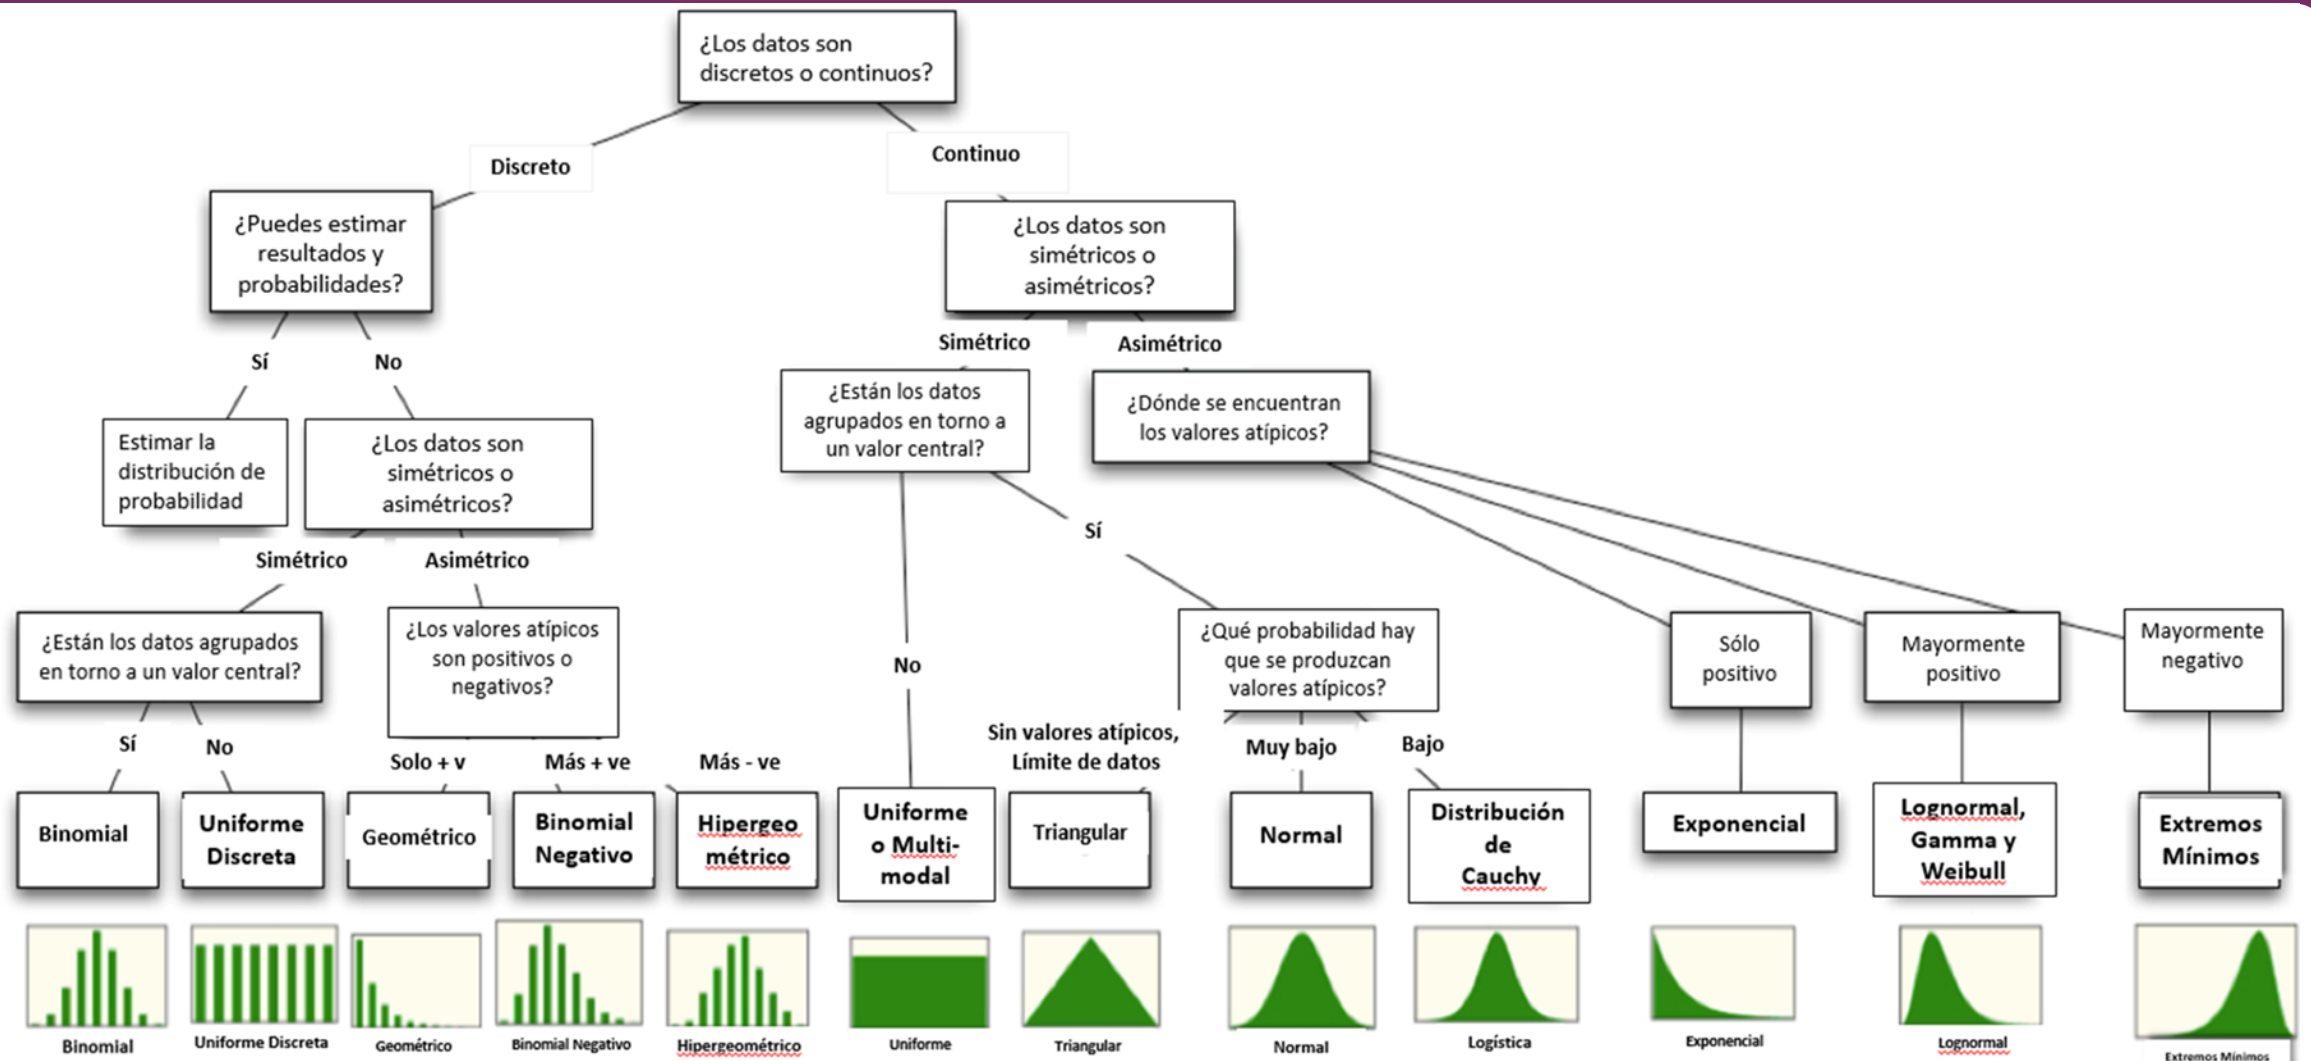 ¿Los datos son
discretos o continuos?
Discreto
Continuo
¿Puedes estimar
resultados y
probabilidades?
¿Los datos son
simétricos o
asimétricos?
Sí
No
Simétrico
Asimétrico
Estimar la
distribución de
probabilidad
¿Los datos son
simétricos o
asimétricos?
¿Están los datos
agrupados en torno a
un valor central?
¿Dónde se encuentran
los valores atípicos?
Simétrico
Asimétrico
Sí
¿Están los datos agrupados
en torno a un valor central?
¿Los valores atípicos
son positivos o
negativos?
No
¿Qué probabilidad hay
que se produzcan
valores atípicos?
Sólo
positivo
Mayormente
positivo
Mayormente
negativo
Sí
No
Solo + v
Más + ve
Más - ve
Sin valores atípicos,
Límite de datos
Muy bajo
Bajo
Binomial
Uniforme
Discreta
Geométrico
Binomial
Negativo
Hipergeo
métrico
Uniforme
o Multi-
modal
Triangular
Normal
Distribución
de
Cauchy
Exponencial
Lognormal,
Gamma y
Weibull
Extremos
Mínimos
Binomial
Uniforme Discreta
Geométrico
Binomial Negativo
Hipergeométrico
Uniforme
Triangular
Normal
Logística
Exponencial
Lognormal
Extremos Mínimos